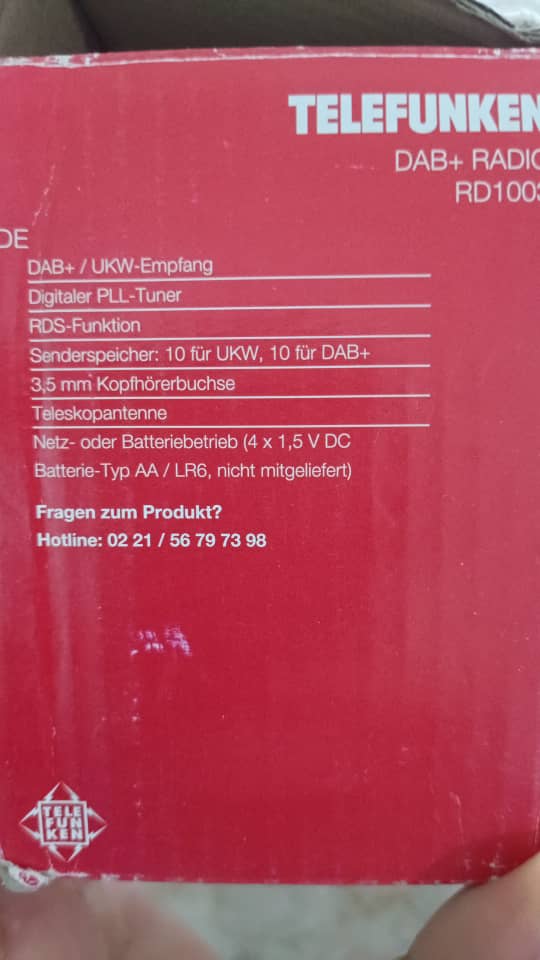 TELEFUNKEN
DAB+ RADIO
RD1003
DE
DAB+ / UKW-Empfang
Digitaler PLL-Tuner
RDS-Funktion
Senderspeicher: 10 für UKW, 10 für DAB+
3,5 mm Kopfhörerbuchse
Teleskopantenne
Netz- oder Batteriebetrieb (4 x 1,5 V DC
Batterie-Typ AA / LR6, nicht mitgeliefert)
Fragen zum Produkt?
Hotline: 02 21 / 56 79 73 98
TELE
FUN
KEN